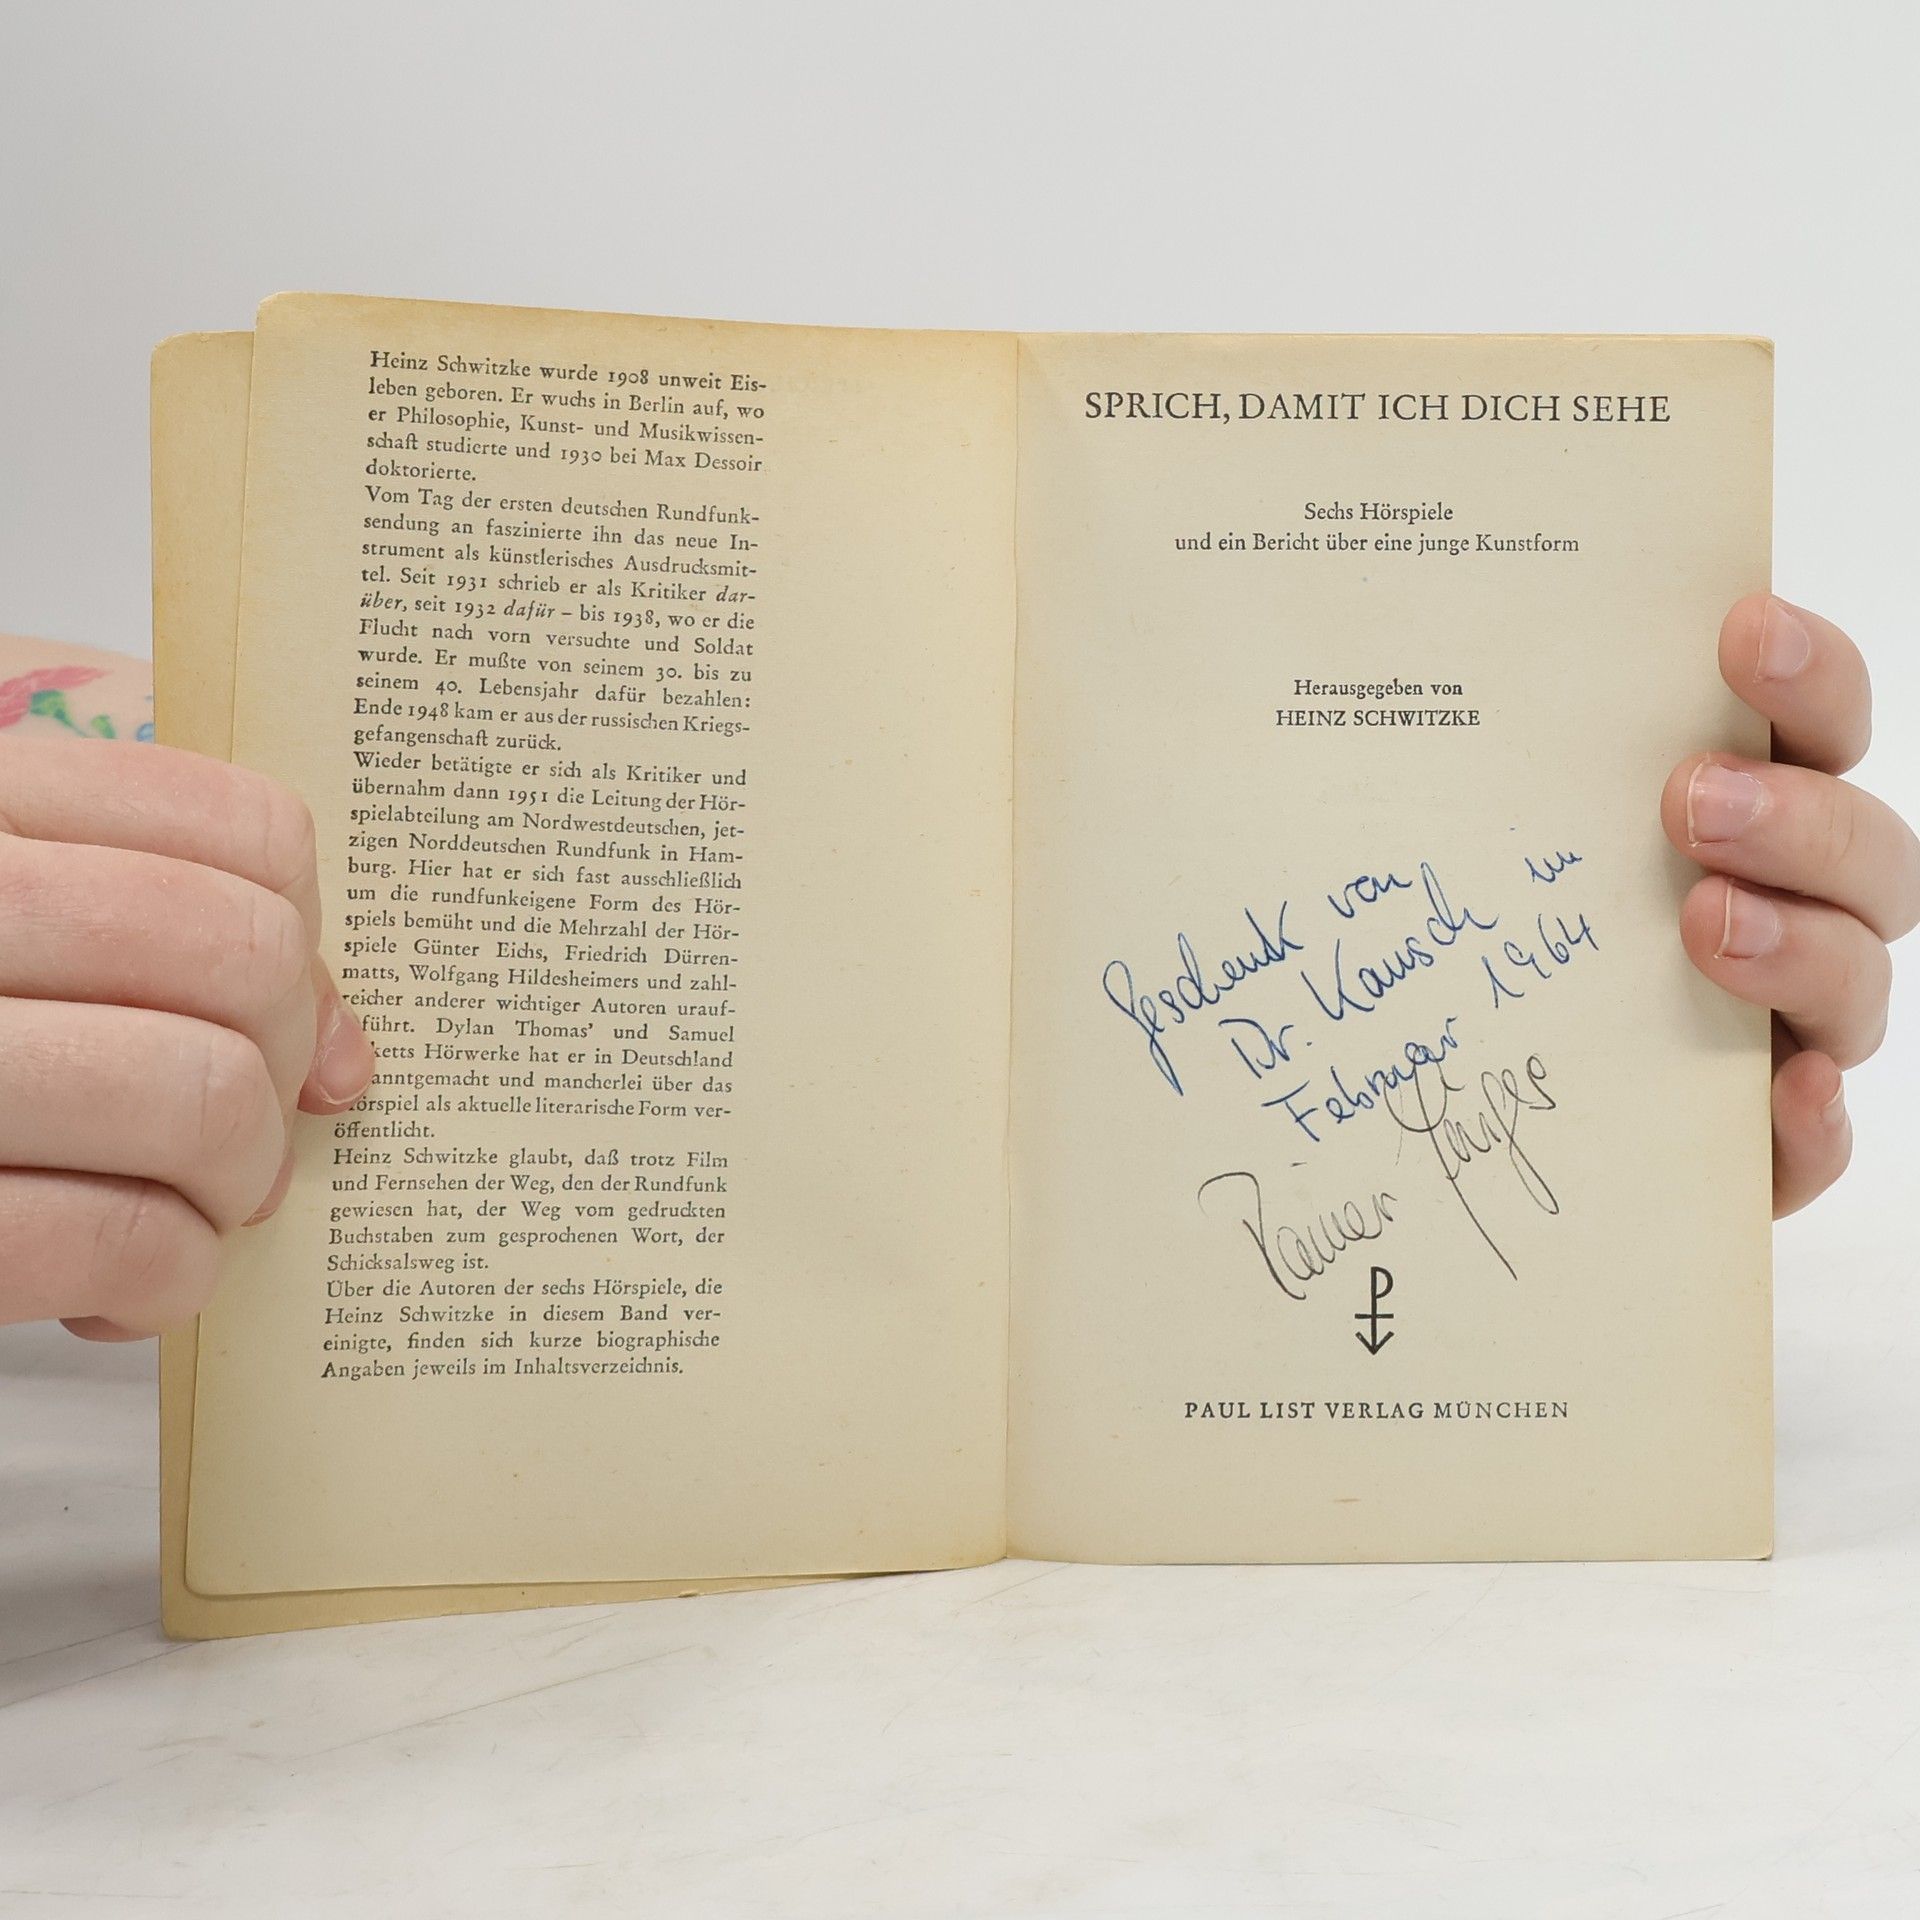 Heinz Schwitzke wurde 1908 unweit Eis-
leben geboren. Er wuchs in Berlin auf, wo
er Philosophie, Kunst- und Musikwissen-
schaft studierte und 1930 bei Max Dessoir
doktorierte.
Vom Tag der ersten deutschen Rundfunk-
sendung an faszinierte ihn das neue In-
strument als künstlerisches Ausdrucksmit-
tel. Seit 1931 schrieb er als Kritiker dar-
über, seit 1932 dafür – bis 1938, wo er die
Flucht nach vorn versuchte und Soldat
wurde. Er mußte von seinem 30. bis zu
seinem 40. Lebensjahr dafür bezahlen:
Ende 1948 kam er aus der russischen Kriegs-
gefangenschaft zurück.
Wieder betätigte er sich als Kritiker und
übernahm dann 1951 die Leitung der Hör-
spielabteilung am Nordwestdeutschen, jet-
zigen Norddeutschen Rundfunk in Ham-
burg. Hier hat er sich fast ausschließlich
um die rundfunkeigene Form des Hör-
spiels bemüht und die Mehrzahl der Hör-
spiele Günter Eichs, Friedrich Dürren-
matts, Wolfgang Hildesheimers und zahl-
reicher anderer wichtiger Autoren urauf-
führt. Dylan Thomas' und Samuel
ketts Hörwerke hat er in Deutschland
anntgemacht und mancherlei über das
Hörspiel als aktuelle literarische Form ver-
öffentlicht.
Heinz Schwitzke glaubt, daß trotz Film
und Fernsehen der Weg, den der Rundfunk
gewiesen hat, der Weg vom gedruckten
Buchstaben zum gesprochenen Wort, der
Schicksalsweg ist.
Über die Autoren der sechs Hörspiele, die
Heinz Schwitzke in diesem Band ver-
einigte, finden sich kurze biographische
Angaben jeweils im Inhaltsverzeichnis.
SPRICH, DAMIT ICH DICH SEHE
Sechs Hörspiele
und ein Bericht über eine junge Kunstform
Herausgegeben von
HEINZ SCHWITZKE
Geschenk von
Dr. Kausch im
Februar 1964
Rainer
PAUL LIST VERLAG MÜNCHEN